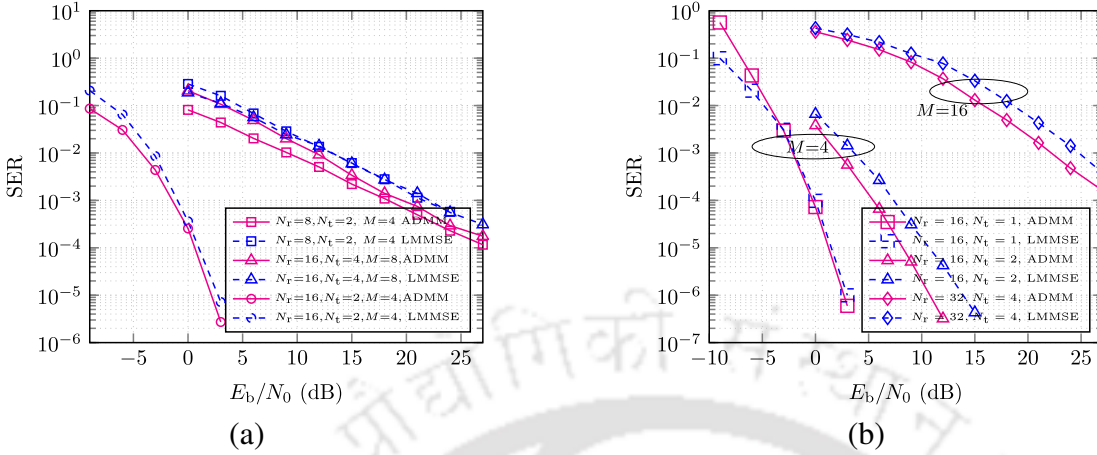 10^1
10^0
10^-1
10^-2
10^-3
10^-4
10^-5
10^-6
SER
−5 0 5 10 15 20 25
E_b/N_0 (dB)
N_r=8,N_t=2, M=4 ADMM
N_r=8,N_t=2, M=4 LMMSE
N_r=16,N_t=4,M=8,ADMM
N_r=16,N_t=4,M=8, LMMSE
N_r=16,N_t=2,M=4,ADMM
N_r=16,N_t=2,M=4, LMMSE
(a)
10^0
10^-1
10^-2
10^-3
10^-4
10^-5
10^-6
10^-7
SER
−10 −5 0 5 10 15 20 25
E_b/N_0 (dB)
M=16
M=4
N_r = 16, N_t = 1, ADMM
N_r = 16, N_t = 1, LMMSE
N_r = 16, N_t = 2, ADMM
N_r = 16, N_t = 2, LMMSE
N_r = 32, N_t = 4, ADMM
N_r = 32, N_t = 4, LMMSE
(b)